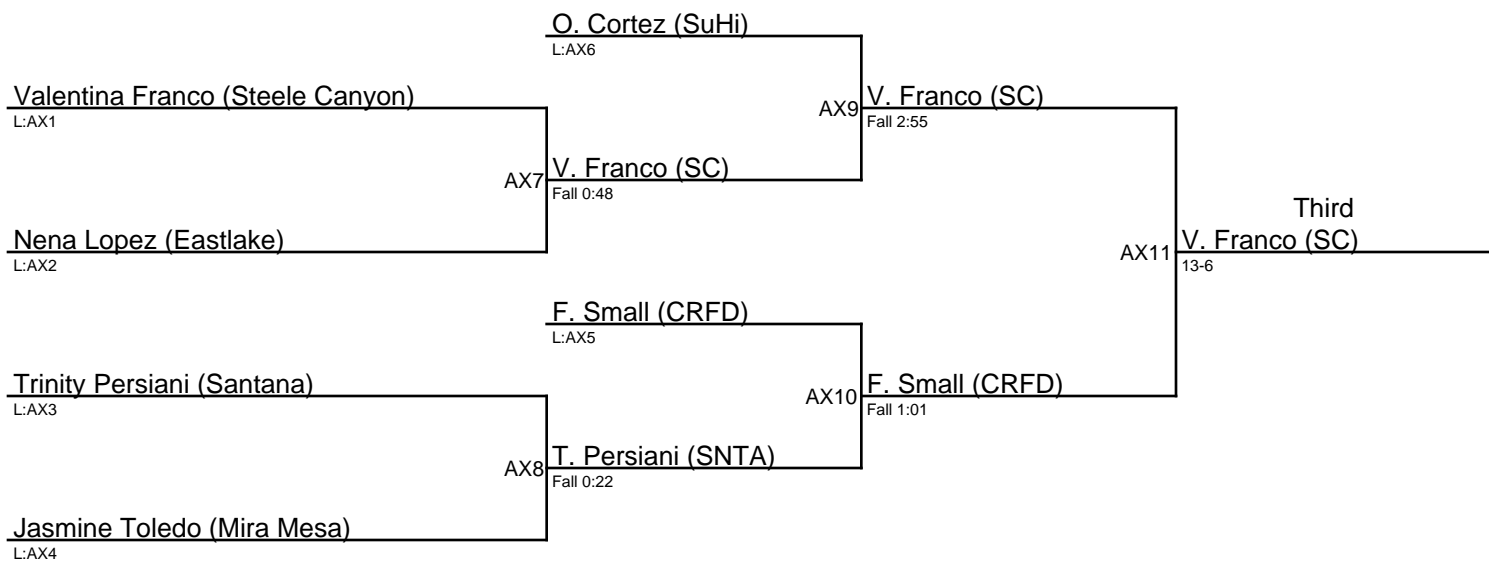 O. Cortez (SuHi)
L:AX6
Valentina Franco (Steele Canyon)
L:AX1
AX9
V. Franco (SC)
Fall 2:55
AX7
V. Franco (SC)
Fall 0:48
Third
Nena Lopez (Eastlake)
L:AX2
AX11
V. Franco (SC)
13-6
F. Small (CRFD)
L:AX5
Trinity Persiani (Santana)
L:AX3
AX10
F. Small (CRFD)
Fall 1:01
AX8
T. Persiani (SNTA)
Fall 0:22
Jasmine Toledo (Mira Mesa)
L:AX4